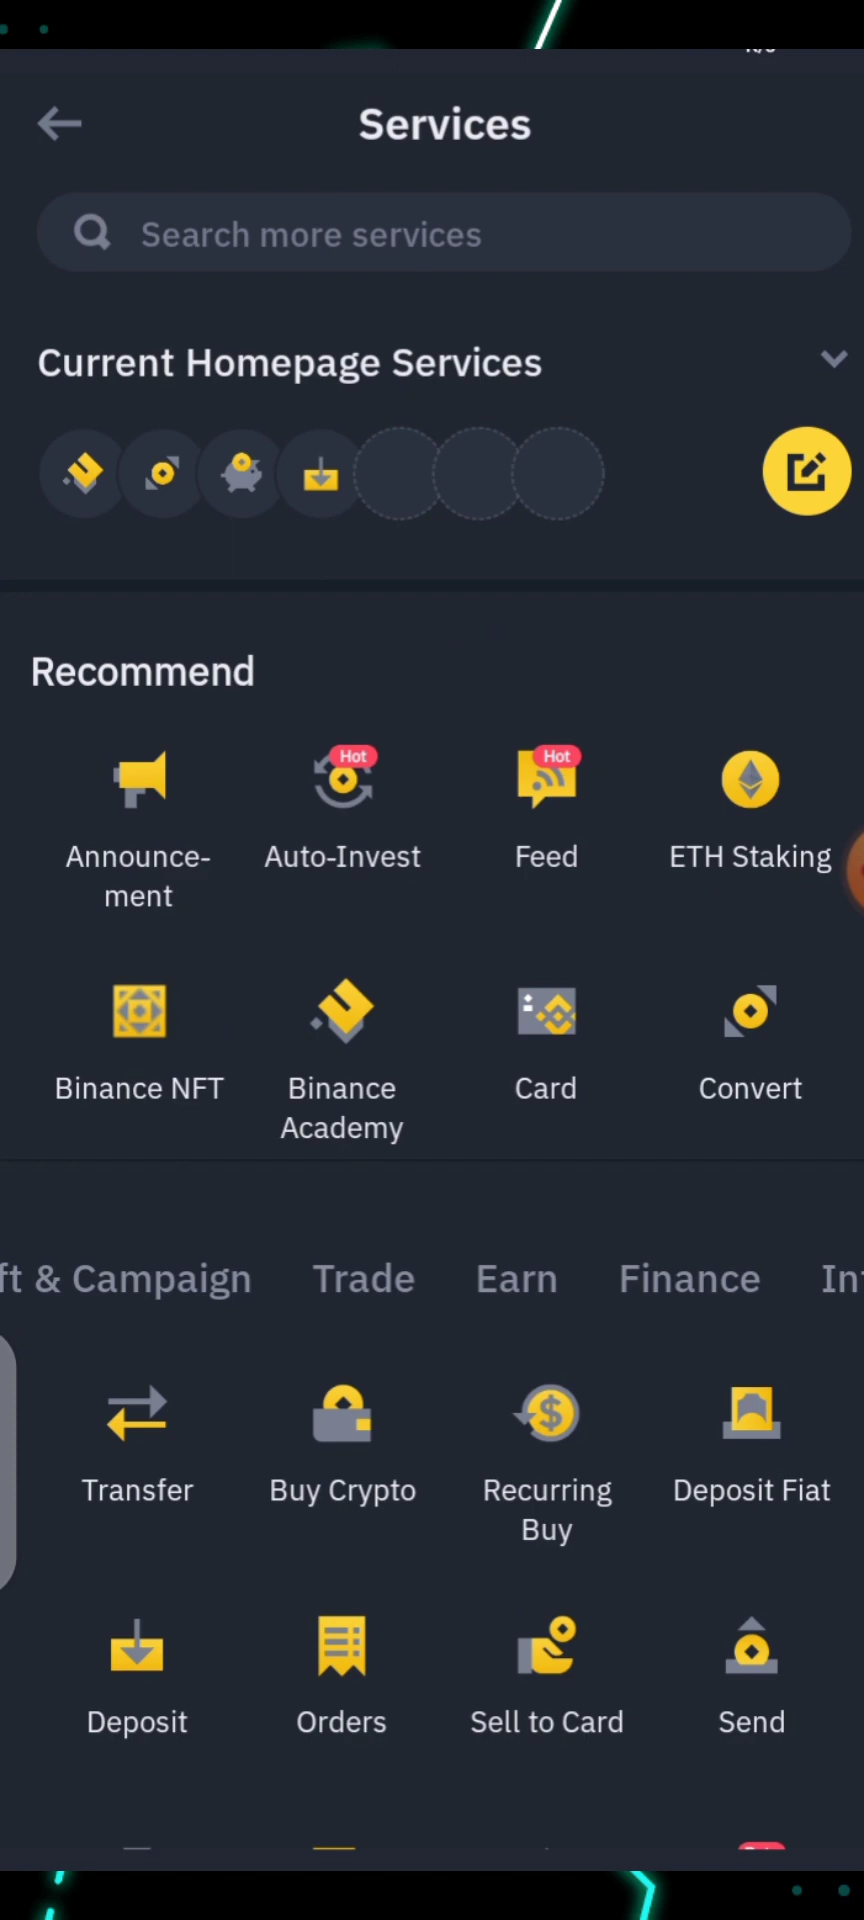 Services
Search more services
Current Homepage Services
Recommend
Hot
Hot
Announce-
ment
Auto-Invest
Feed
ETH Staking
Binance NFT
Binance
Academy
Card
Convert
ft & Campaign
Trade
Earn
Finance
Transfer
Buy Crypto
Recurring
Buy
Deposit Fiat
Deposit
Orders
Sell to Card
Send